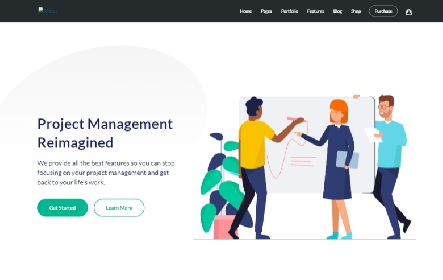 Home Pages Portfolio Features Blog Shop Purchase
Project Management
Reimagined
We provide all the best features so you can stop
focusing on your project management and get
back to your life's work.
Get Started Learn More